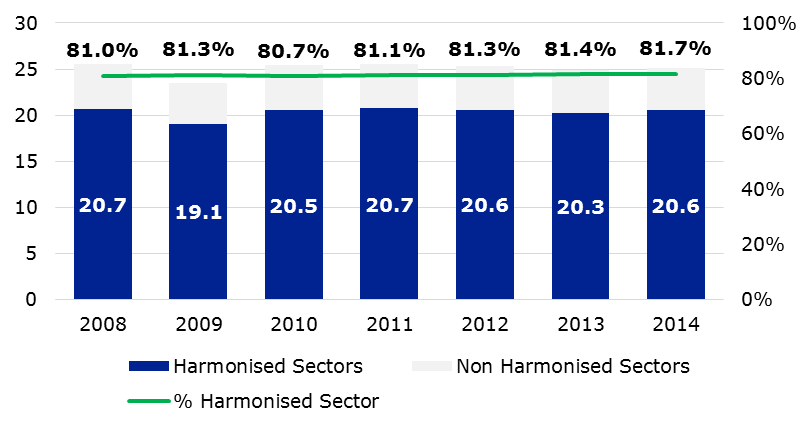 30 81.0% 81.3% 80.7% 81.1% 81.3% 81.4% 81.7% 100%
25 80%
20 60%
15
10 20.7 19.1 20.5 20.7 20.6 20.3 20.6 40%
5 20%
0 0%
2008 2009 2010 2011 2012 2013 2014
Harmonised Sectors Non Harmonised Sectors
% Harmonised Sector